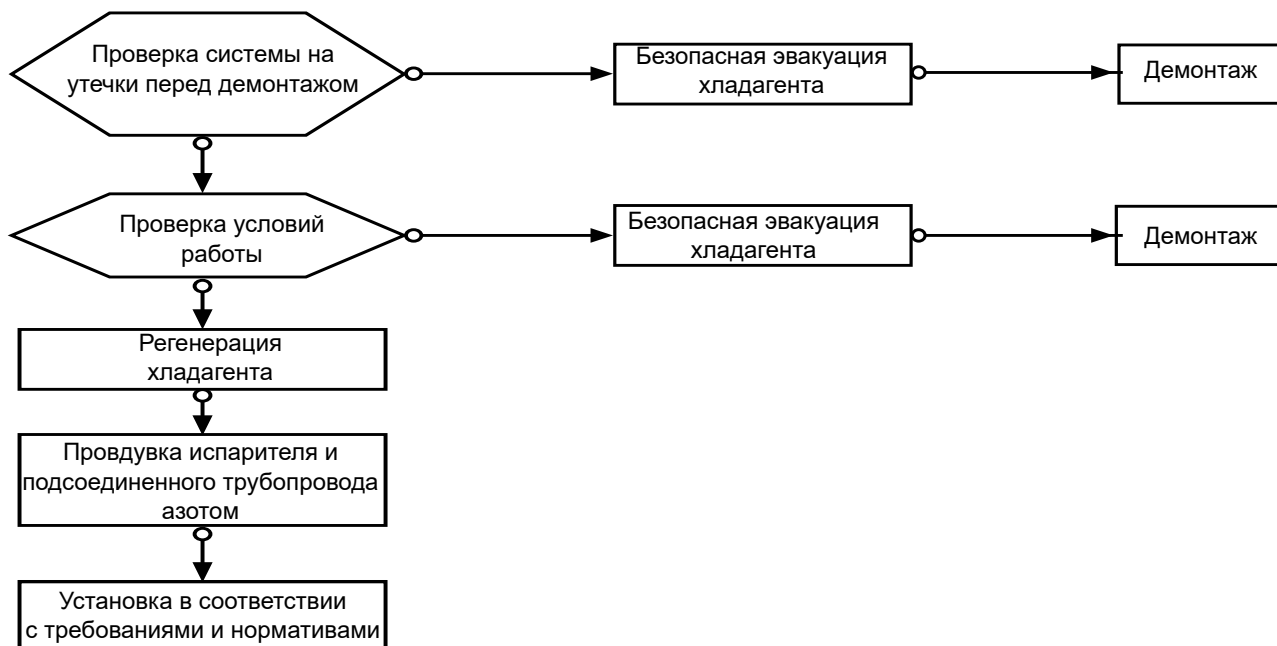 Проверка системы на
утечки перед демонтажом
Безопасная эвакуация
хладагента
Демонтаж
Проверка условий
работы
Безопасная эвакуация
хладагента
Демонтаж
Регенерация
хладагента
Провдувка испарителя и
подсоединенного трубопровода
азотом
Установка в соответствии
с требованиями и нормативами